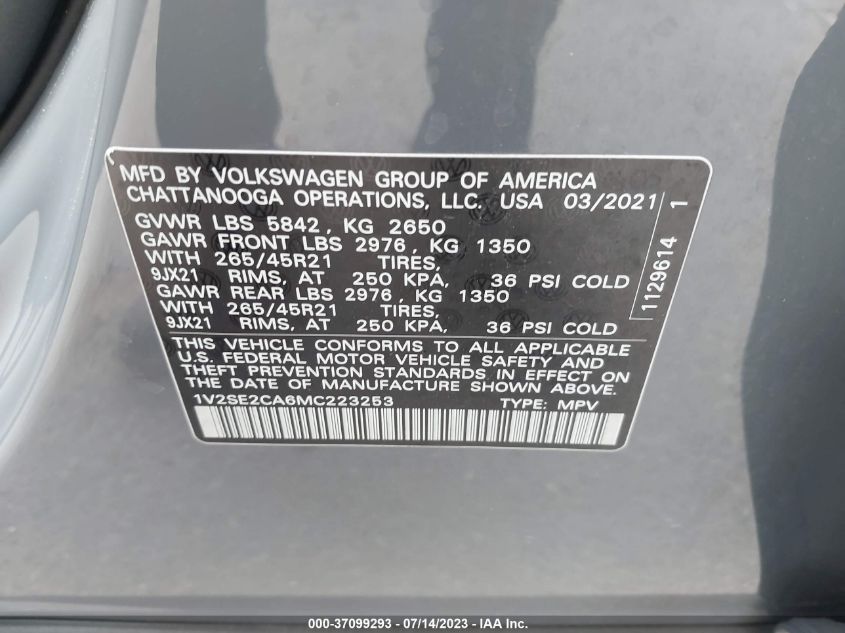 MFD BY VOLKSWAGEN GROUP OF AMERICA
CHATTANOOGA OPERATIONS, LLC. USA 03/2021
GVWR LBS 5842, KG 2650
GAWR FRONT LBS 2976, KG 1350
WITH 265/45R21 TIRES,
9JX21 RIMS, AT 250 KPA, 36 PSI COLD
GAWR REAR LBS 2976, KG 1350
WITH 265/45R21 TIRES,
9JX21 RIMS, AT 250 KPA, 36 PSI COLD
THIS VEHICLE CONFORMS TO ALL APPLICABLE
U.S. FEDERAL MOTOR VEHICLE SAFETY AND
THEFT PREVENTION STANDARDS IN EFFECT ON
THE DATE OF MANUFACTURE SHOWN ABOVE.
1V2SE2CA6MC223253 TYPE: MPV
1129614 1
000-37099293 - 07/14/2023 - IAA Inc.